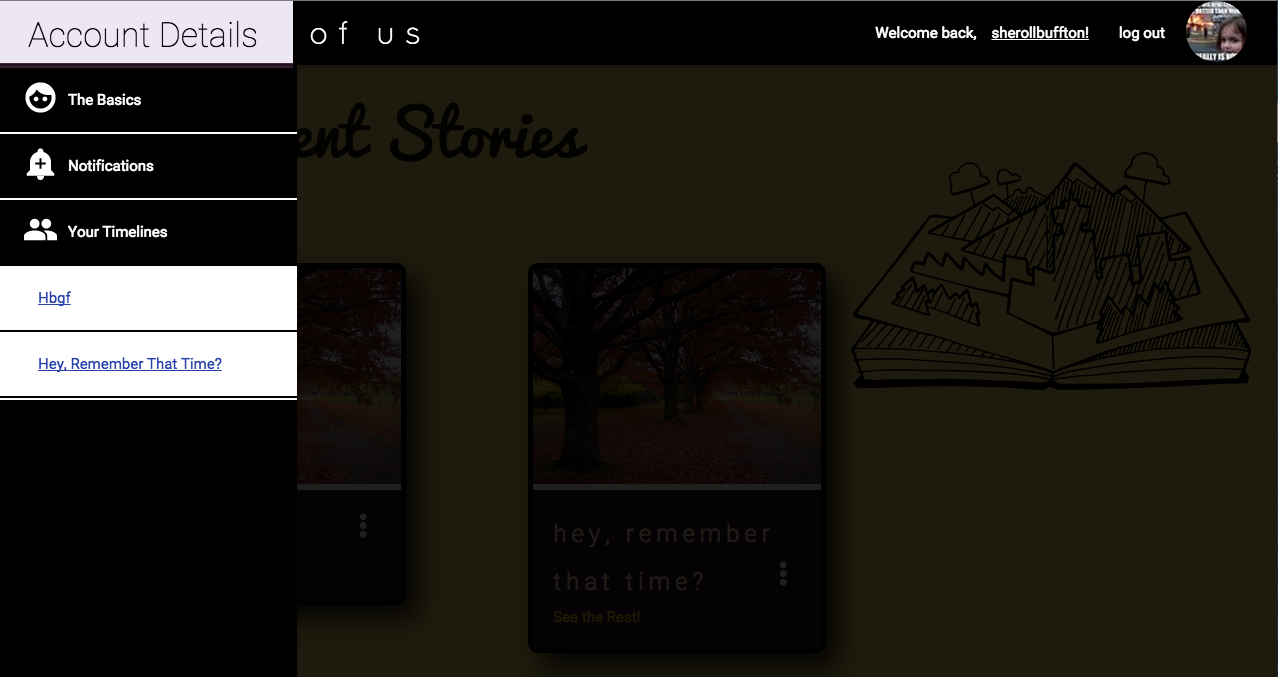 Account Details
of us
Welcome back, sherollbuffton! log out
The Basics
Notifications
Your Timelines
Hbgf
Hey, Remember That Time?
ent Stories
hey, remember
that time?
See the Rest!